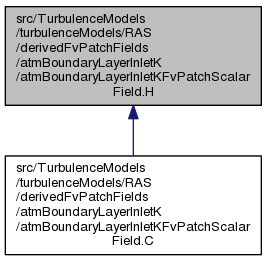 src/TurbulenceModels
/turbulenceModels/RAS
/derivedFvPatchFields
/atmBoundaryLayerInletK
/atmBoundaryLayerInletKFvPatchScalar
Field.H
src/TurbulenceModels
/turbulenceModels/RAS
/derivedFvPatchFields
/atmBoundaryLayerInletK
/atmBoundaryLayerInletKFvPatchScalar
Field.C